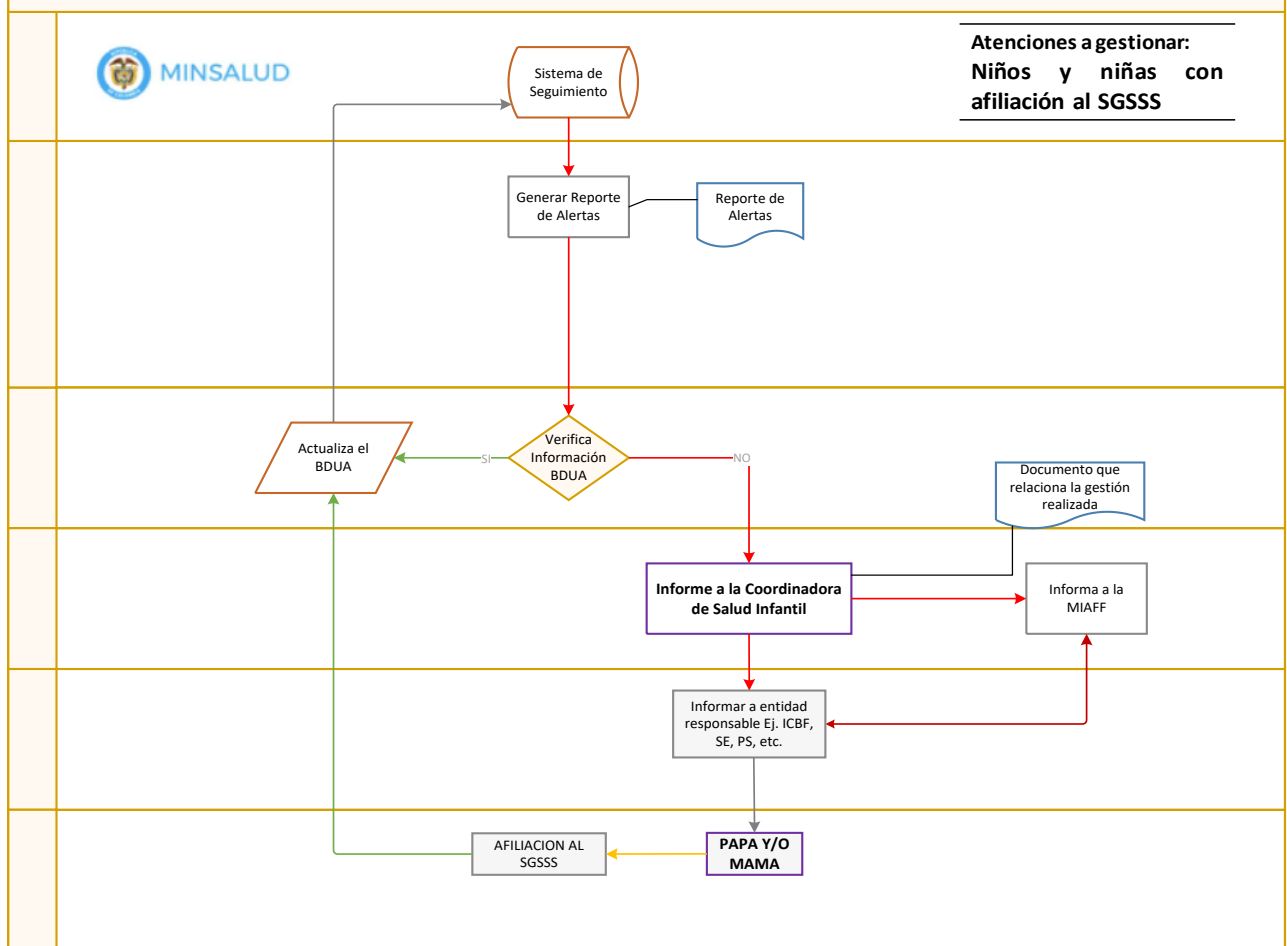 MINSALUD
Sistema de
Seguimiento
Atenciones a gestionar:
Niños y niñas con
afiliación al SGSSS
Generar Reporte
de Alertas
Reporte de
Alertas
Actualiza el
BDUA
SI
Verifica
Información
BDUA
NO
Documento que
relaciona la gestión
realizada
Informe a la Coordinadora
de Salud Infantil
Informa a la
MIAFF
Informar a entidad
responsable Ej. ICBF,
SE, PS, etc.
AFILIACION AL
SGSSS
PAPA Y/O
MAMA